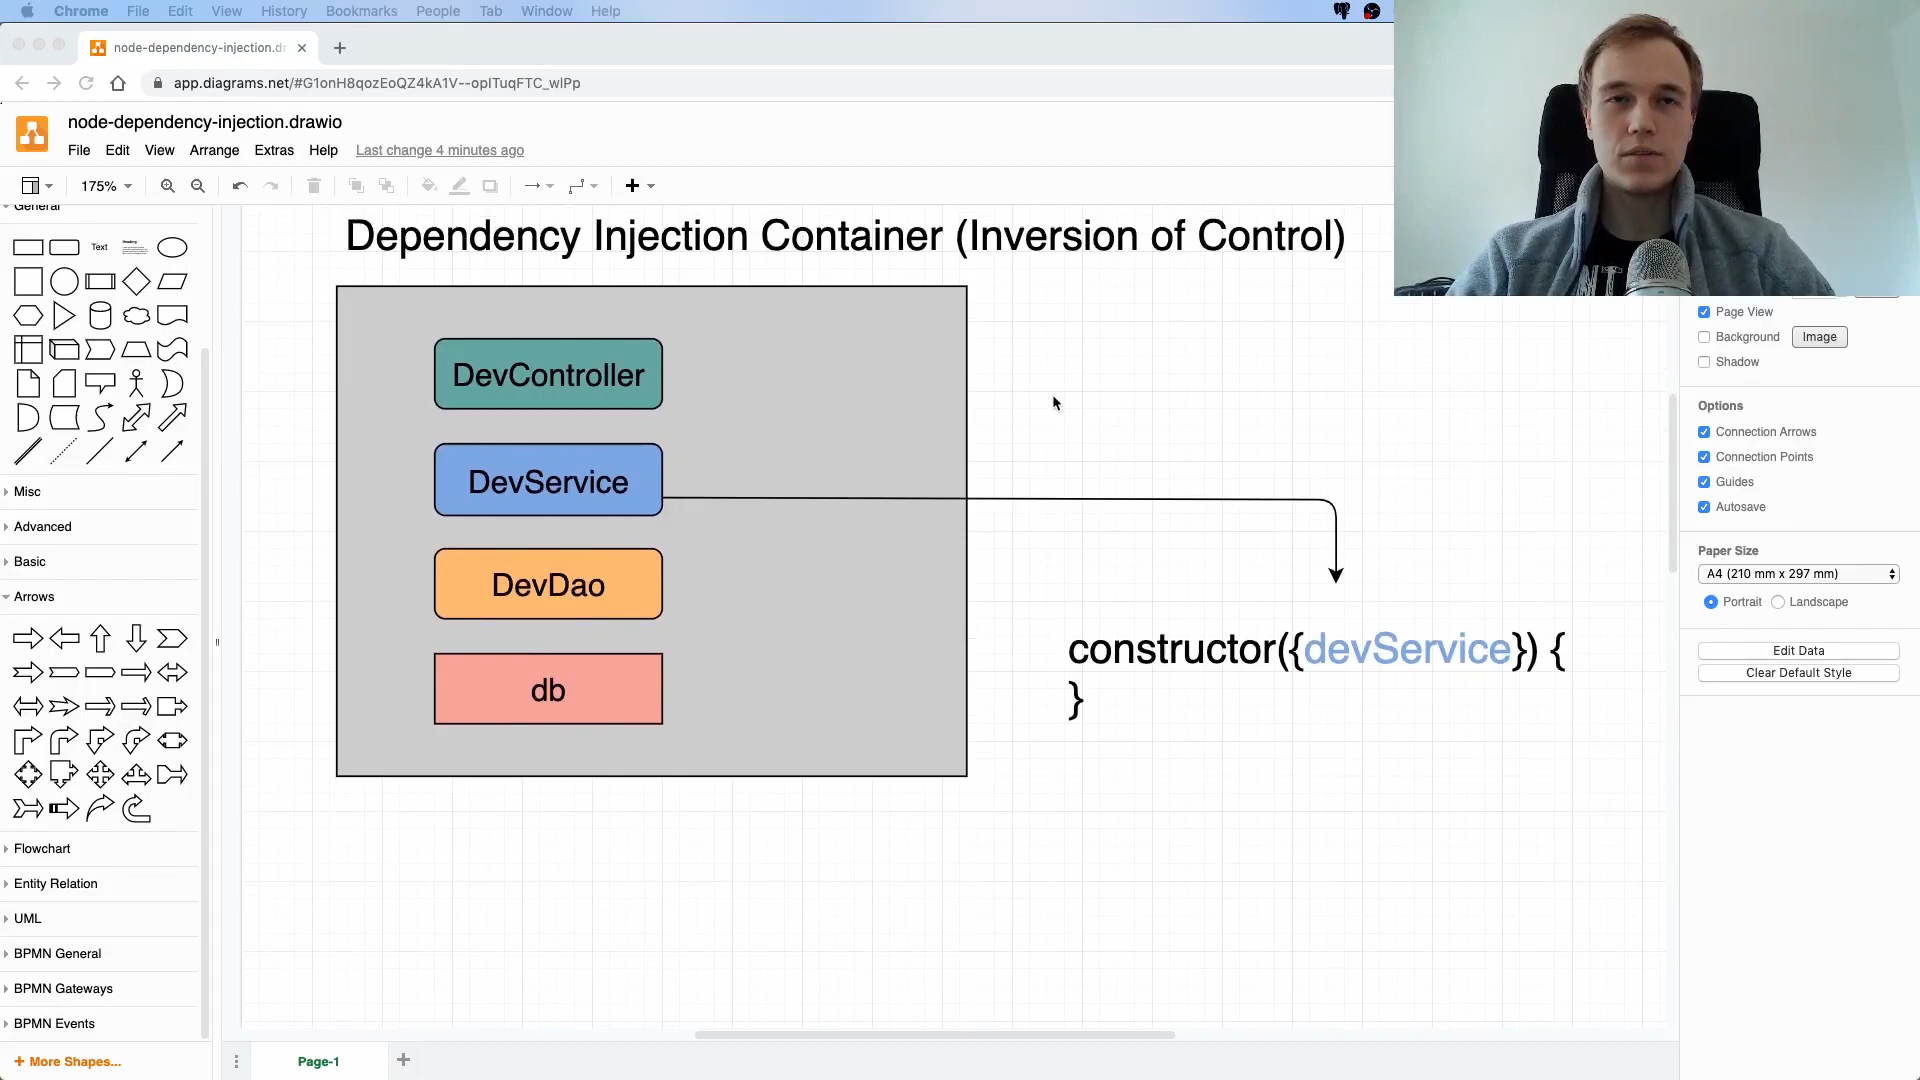 Chrome File Edit View History Bookmarks People Tab Window Help
node-dependency-injection.dr
app.diagrams.net/#G1onH8qozEoQZ4kA1V--opITuqFTC_wlPp
node-dependency-injection.drawio
File Edit View Arrange Extras Help Last change 4 minutes ago
175%
General
Text
Heading
Misc
Advanced
Basic
Arrows
Flowchart
Entity Relation
UML
BPMN General
BPMN Gateways
BPMN Events
+ More Shapes...
Dependency Injection Container (Inversion of Control)
DevController
DevService
DevDao
db
constructor({devService}) {
}
Page View
Background Image
Shadow
Options
Connection Arrows
Connection Points
Guides
Autosave
Paper Size
A4 (210 mm x 297 mm)
Portrait Landscape
Edit Data
Clear Default Style
Page-1